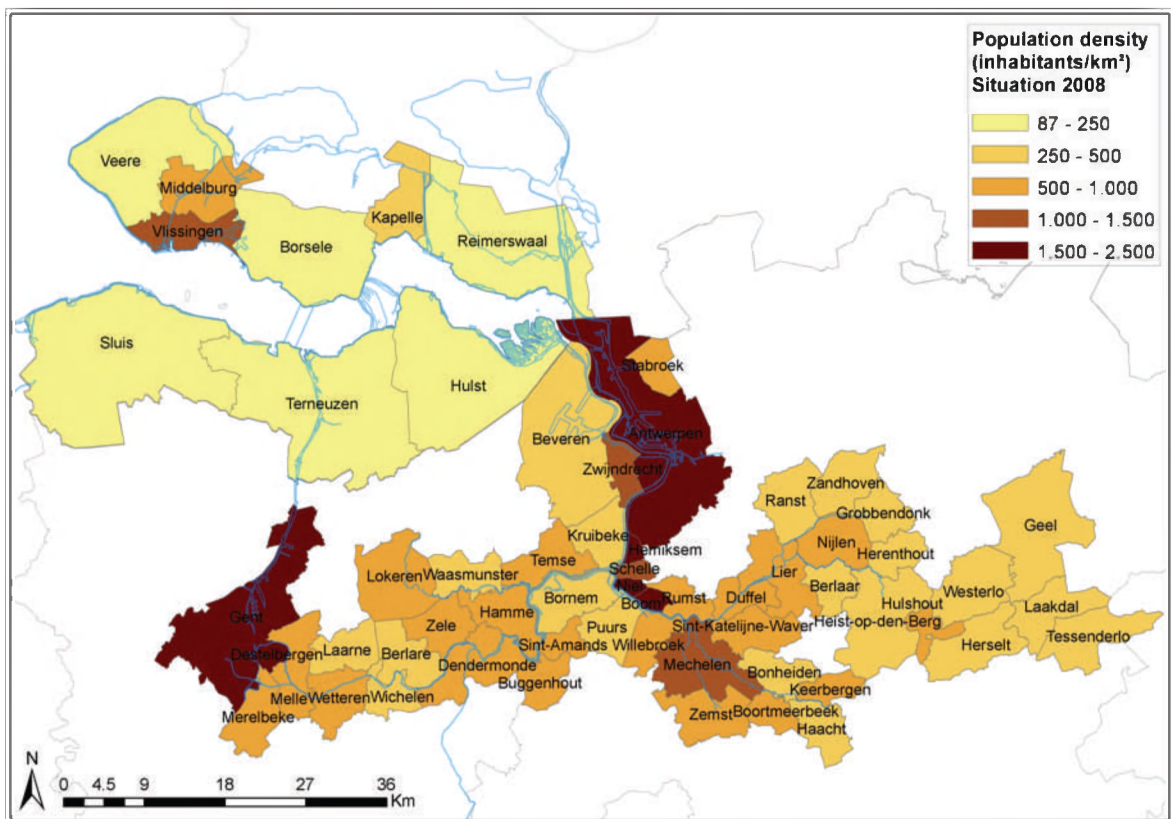 Population density
(inhabitants/km²)
Situation 2008
87 - 250
250 - 500
500 - 1.000
1.000 - 1.500
1.500 - 2.500
Veere
Middelburg
Vlissingen
Borsele
Kapelle
Reimerswaal
Sluis
Terneuzen
Hulst
Stabroek
Antwerpen
Beveren
Zwijndrecht
Zandhoven
Ranst
Grobbendonk
Geel
Kruibeke
Hemiksem
Nijlen
Herenthout
Temse
Schelle
Lokeren
Waasmunster
Lier
Berlaar
Westerlo
Niel
Boom
Rumst
Duffel
Hulshout
Laakdal
Bornem
Hamme
Gent
Zele
Puurs
Sint-Katelijne-Waver
Heist-op-den-Berg
Tessenderlo
Herselt
Destelbergen
Laarne
Berlare
Dendermonde
Sint-Amands
Willebroek
Mechelen
Bonheiden
Buggenhout
Keerbergen
Melle
Wetteren
Wichelen
Merelbeke
Zemst
Boortmeerbeek
Haacht
N
0 4.5 9 18 27 36
Km